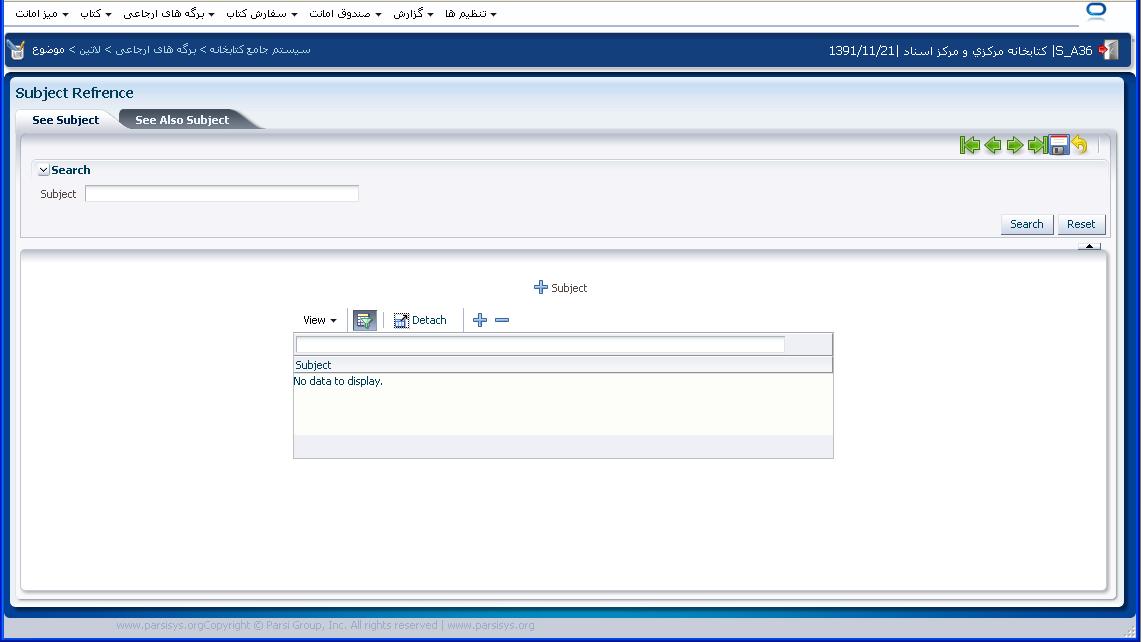 میز امانت کتاب برگه های ارجاعی سفارش کتاب صندوق امانت گزارش تنظیم ها
سیستم جامع کتابخانه > برگه های ارجاعی > لاتین > موضوع
S_A36| کتابخانه مرکزي و مرکز اسناد |1391/11/21
Subject Refrence
See Subject See Also Subject
Search
Subject
Search Reset
Subject
View Detach
Subject
No data to display.
www.parsisys.orgCopyright © Parsi Group, Inc. All rights reserved | www.parsisys.org